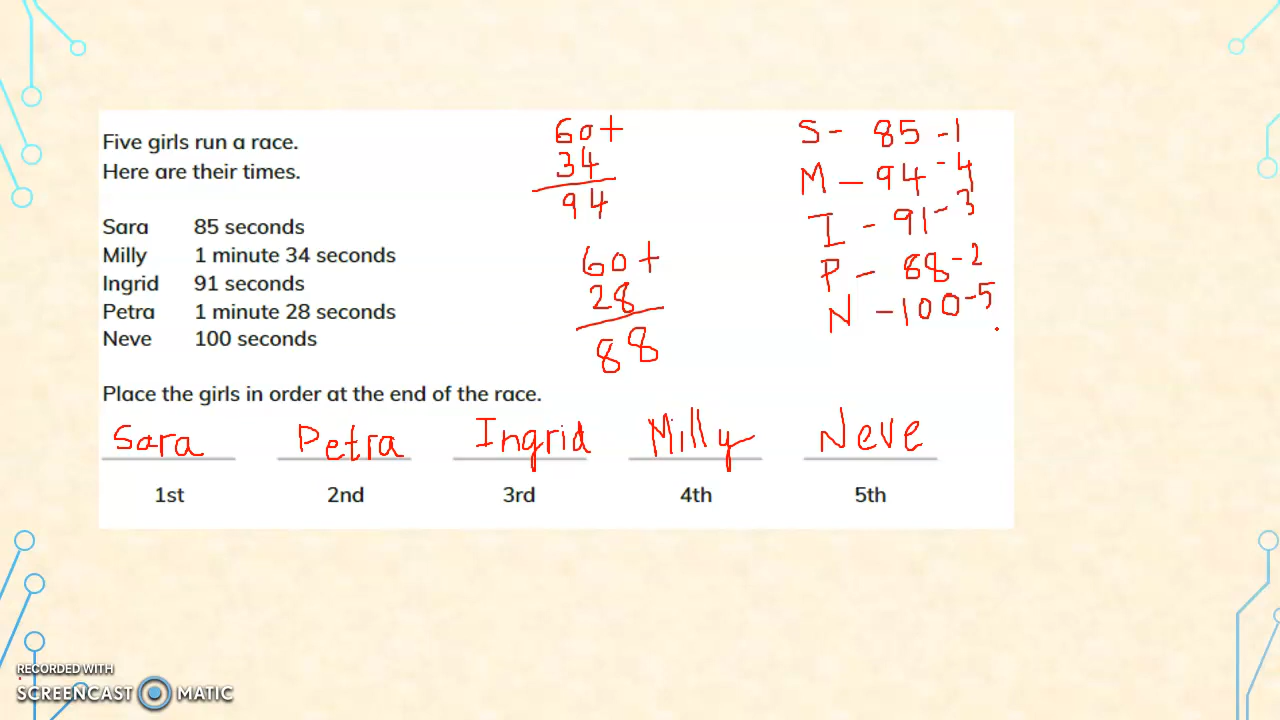 Five girls run a race.
Here are their times.
Sara 85 seconds
Milly 1 minute 34 seconds
Ingrid 91 seconds
Petra 1 minute 28 seconds
Neve 100 seconds
60+
34
94
60+
28
88
S- 85 -1
M - 94 -4
I - 91 -3
P - 88 -2
N -100 -5
Place the girls in order at the end of the race.
Sara Petra Ingrid Milly Neve
1st 2nd 3rd 4th 5th
RECORDED WITH
SCREENCAST MATIC